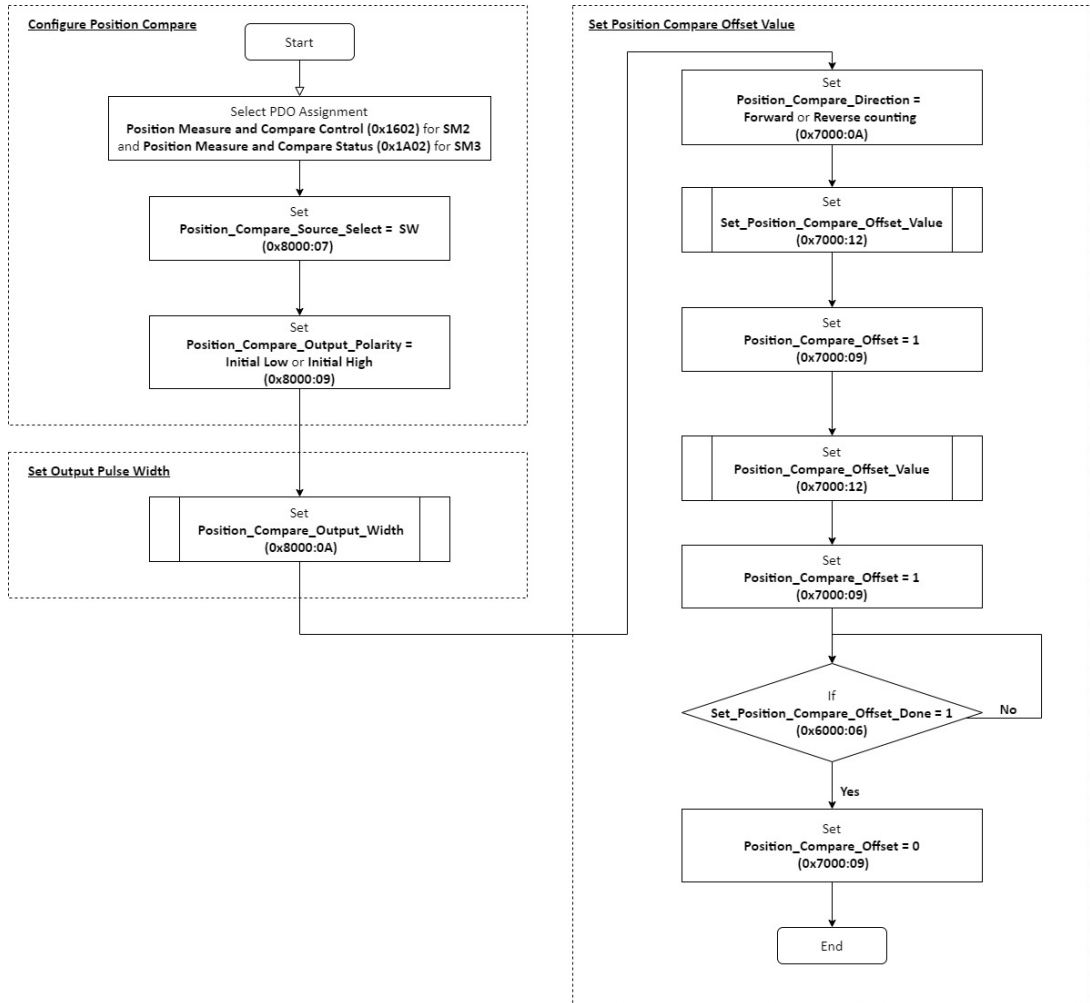 Configure Position Compare
Start
Select PDO Assignment
Position Measure and Compare Control (0x1602) for SM2
and Position Measure and Compare Status (0x1A02) for SM3
Set
Position_Compare_Source_Select = SW
(0x8000:07)
Set
Position_Compare_Output_Polarity =
Initial Low or Initial High
(0x8000:09)
Set Output Pulse Width
Set
Position_Compare_Output_Width
(0x8000:0A)
Set Position Compare Offset Value
Set
Position_Compare_Direction =
Forward or Reverse counting
(0x7000:0A)
Set
Set_Position_Compare_Offset_Value
(0x7000:12)
Set
Position_Compare_Offset = 1
(0x7000:09)
Set
Position_Compare_Offset_Value
(0x7000:12)
Set
Position_Compare_Offset = 1
(0x7000:09)
If
Set_Position_Compare_Offset_Done = 1
(0x6000:06)
No
Yes
Set
Position_Compare_Offset = 0
(0x7000:09)
End